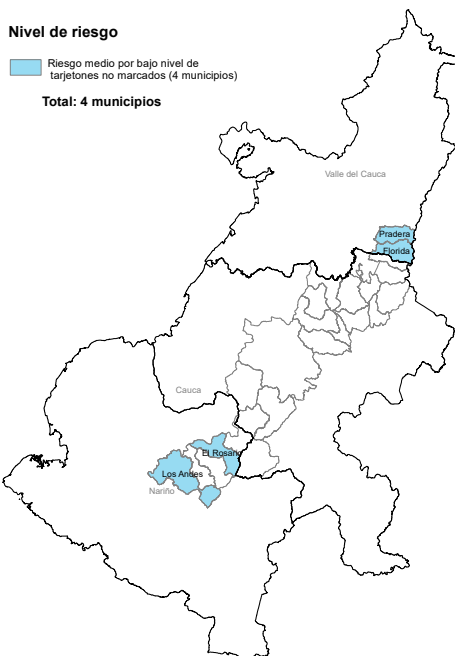 Nivel de riesgo
Riesgo medio por bajo nivel de
tarjetones no marcados (4 municipios)
Total: 4 municipios
Valle del Cauca
Pradera
Florida
Cauca
El Rosario
Los Andes
Nariño